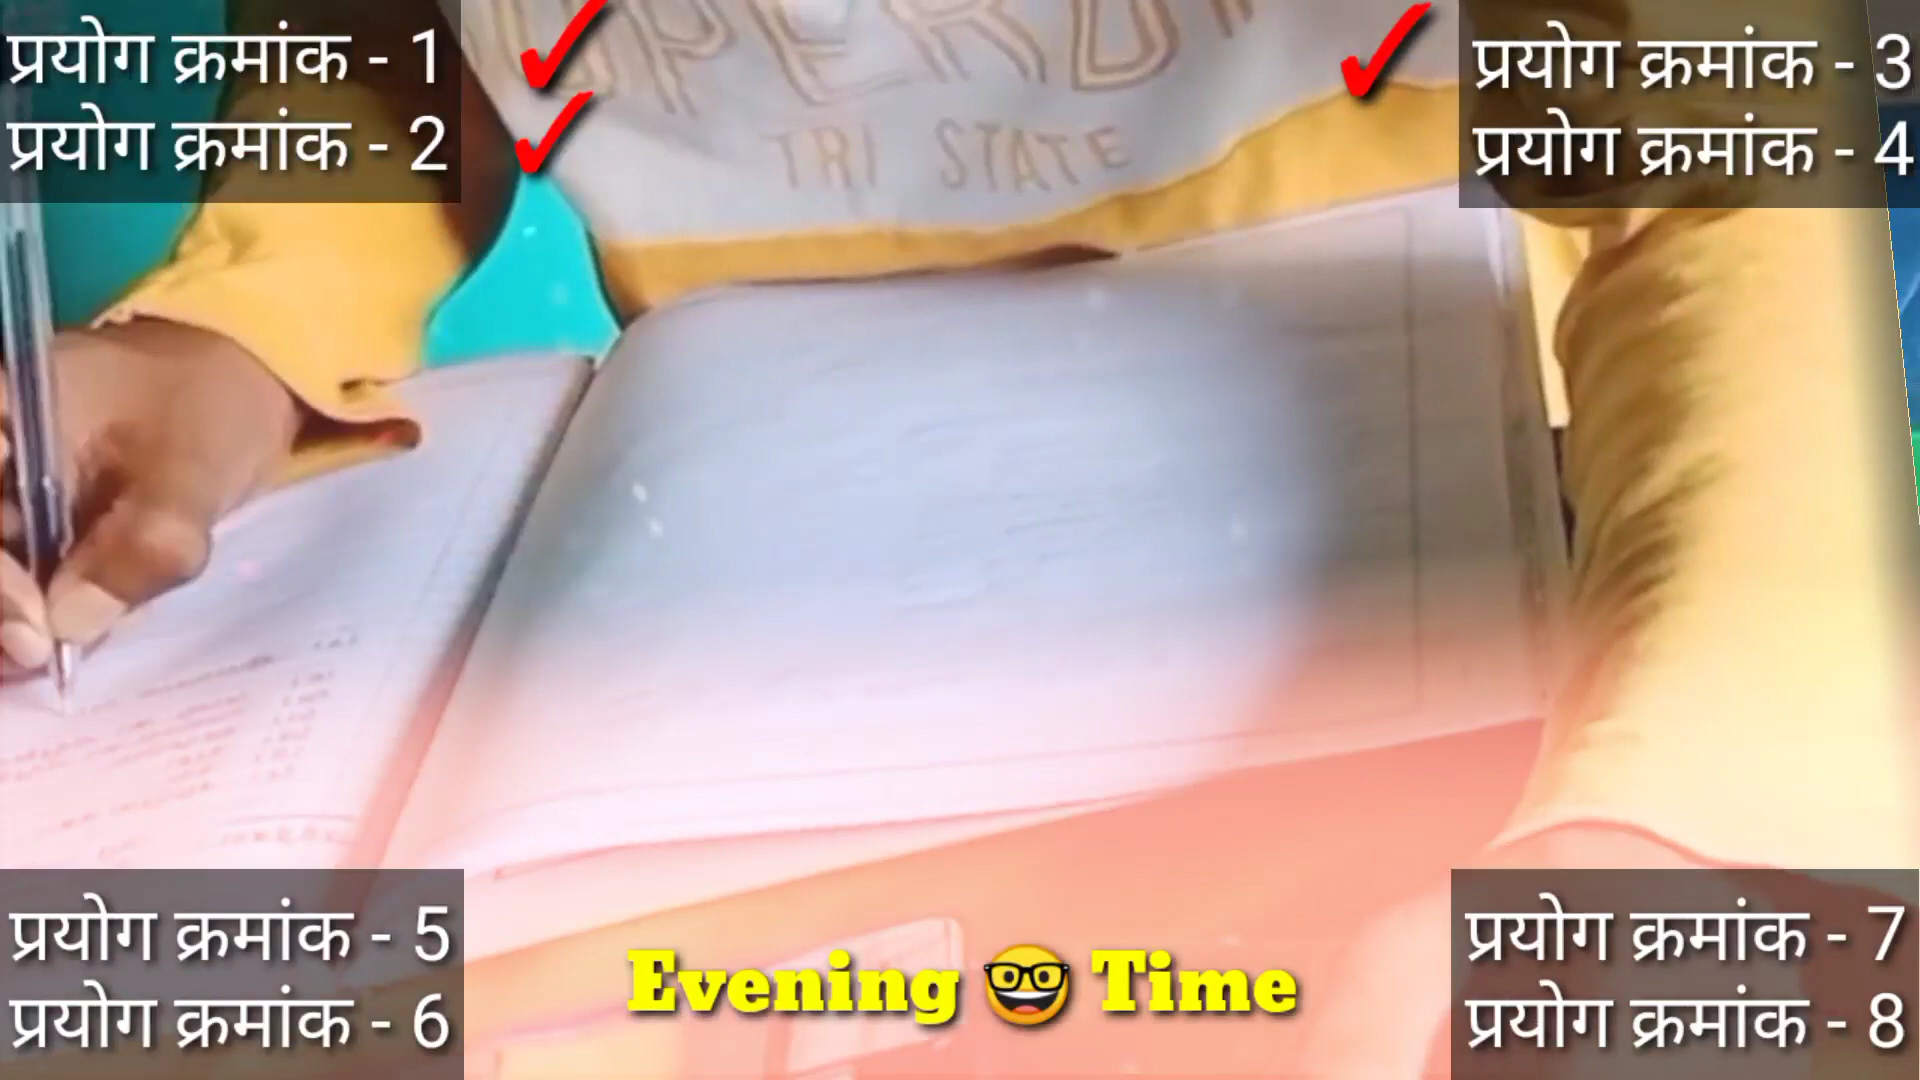 प्रयोग क्रमांक - 1
प्रयोग क्रमांक - 2
प्रयोग क्रमांक - 3
प्रयोग क्रमांक - 4
TRI STATE
प्रयोग क्रमांक - 5
प्रयोग क्रमांक - 6
Evening 🤓 Time
प्रयोग क्रमांक - 7
प्रयोग क्रमांक - 8